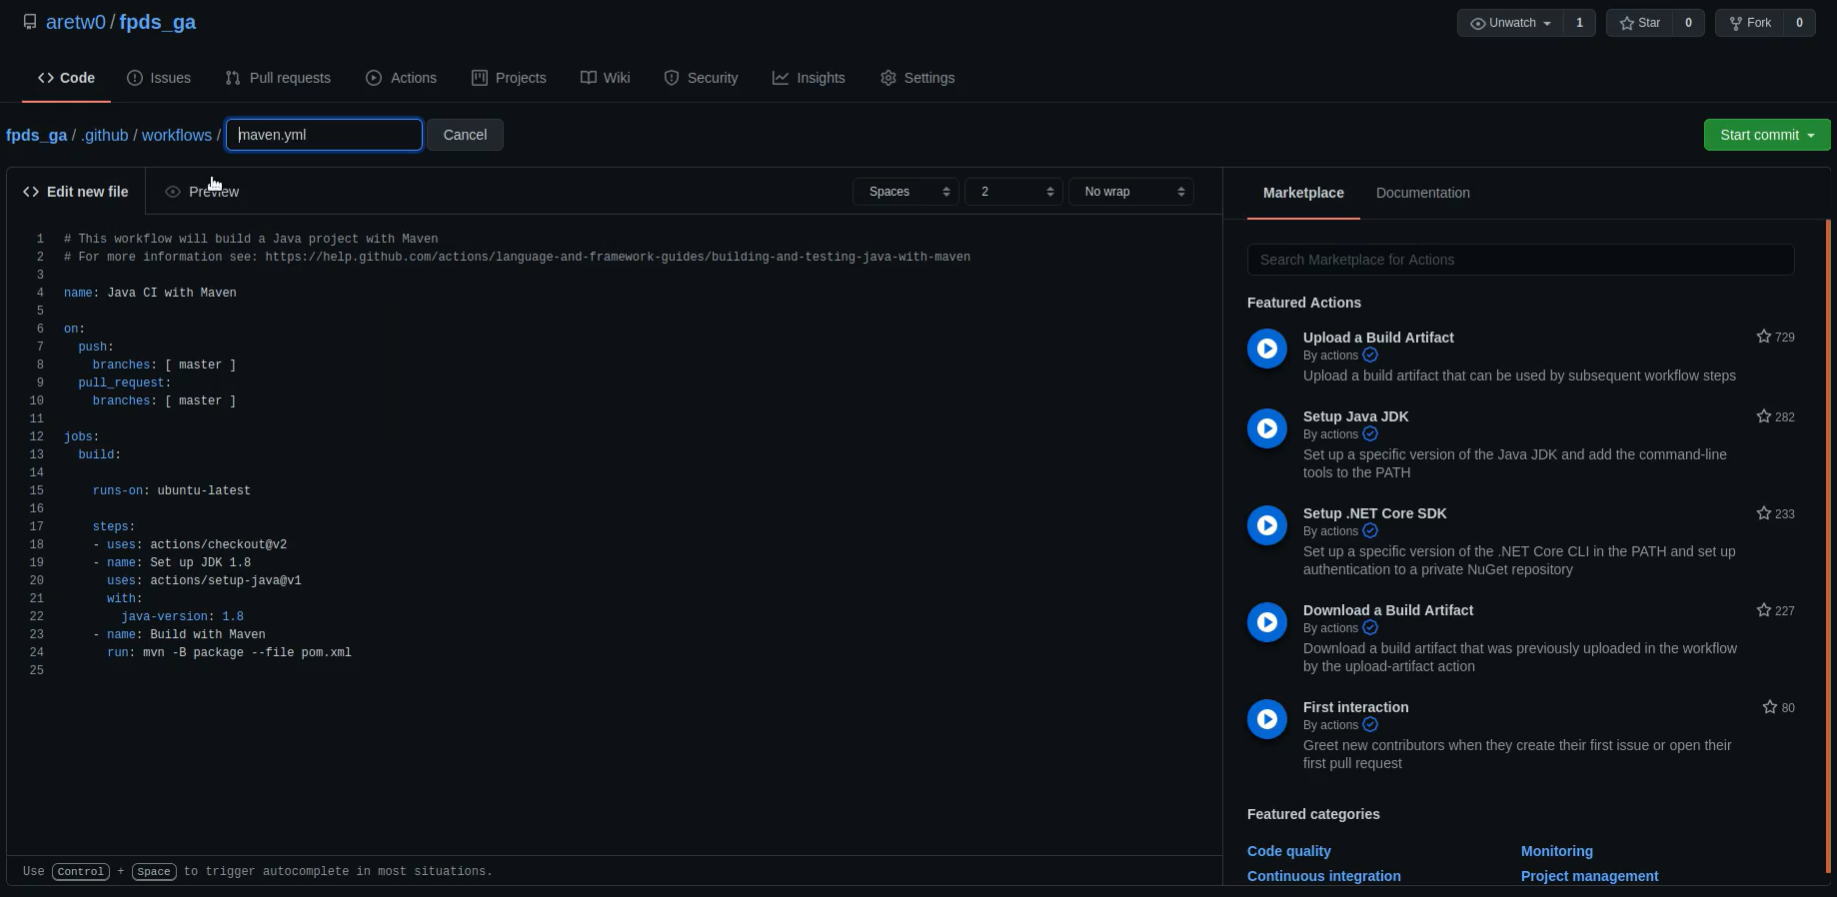 aretw0 / fpds_ga
Unwatch 1 Star 0 Fork 0
Code Issues Pull requests Actions Projects Wiki Security Insights Settings
fpds_ga / .github / workflows / maven.yml Cancel Start commit
Edit new file Preview Spaces 2 No wrap
1 # This workflow will build a Java project with Maven
2 # For more information see: https://help.github.com/actions/language-and-framework-guides/building-and-testing-java-with-maven
3
4 name: Java CI with Maven
5
6 on:
7   push:
8     branches: [ master ]
9   pull_request:
10     branches: [ master ]
11
12 jobs:
13   build:
14
15     runs-on: ubuntu-latest
16
17     steps:
18     - uses: actions/checkout@v2
19     - name: Set up JDK 1.8
20       uses: actions/setup-java@v1
21       with:
22         java-version: 1.8
23     - name: Build with Maven
24       run: mvn -B package --file pom.xml
25
Use Control + Space to trigger autocomplete in most situations.
Marketplace Documentation
Search Marketplace for Actions
Featured Actions
Upload a Build Artifact 729
By actions
Upload a build artifact that can be used by subsequent workflow steps
Setup Java JDK 282
By actions
Set up a specific version of the Java JDK and add the command-line
tools to the PATH
Setup .NET Core SDK 233
By actions
Set up a specific version of the .NET Core CLI in the PATH and set up
authentication to a private NuGet repository
Download a Build Artifact 227
By actions
Download a build artifact that was previously uploaded in the workflow
by the upload-artifact action
First interaction 80
By actions
Greet new contributors when they create their first issue or open their
first pull request
Featured categories
Code quality Monitoring
Continuous integration Project management